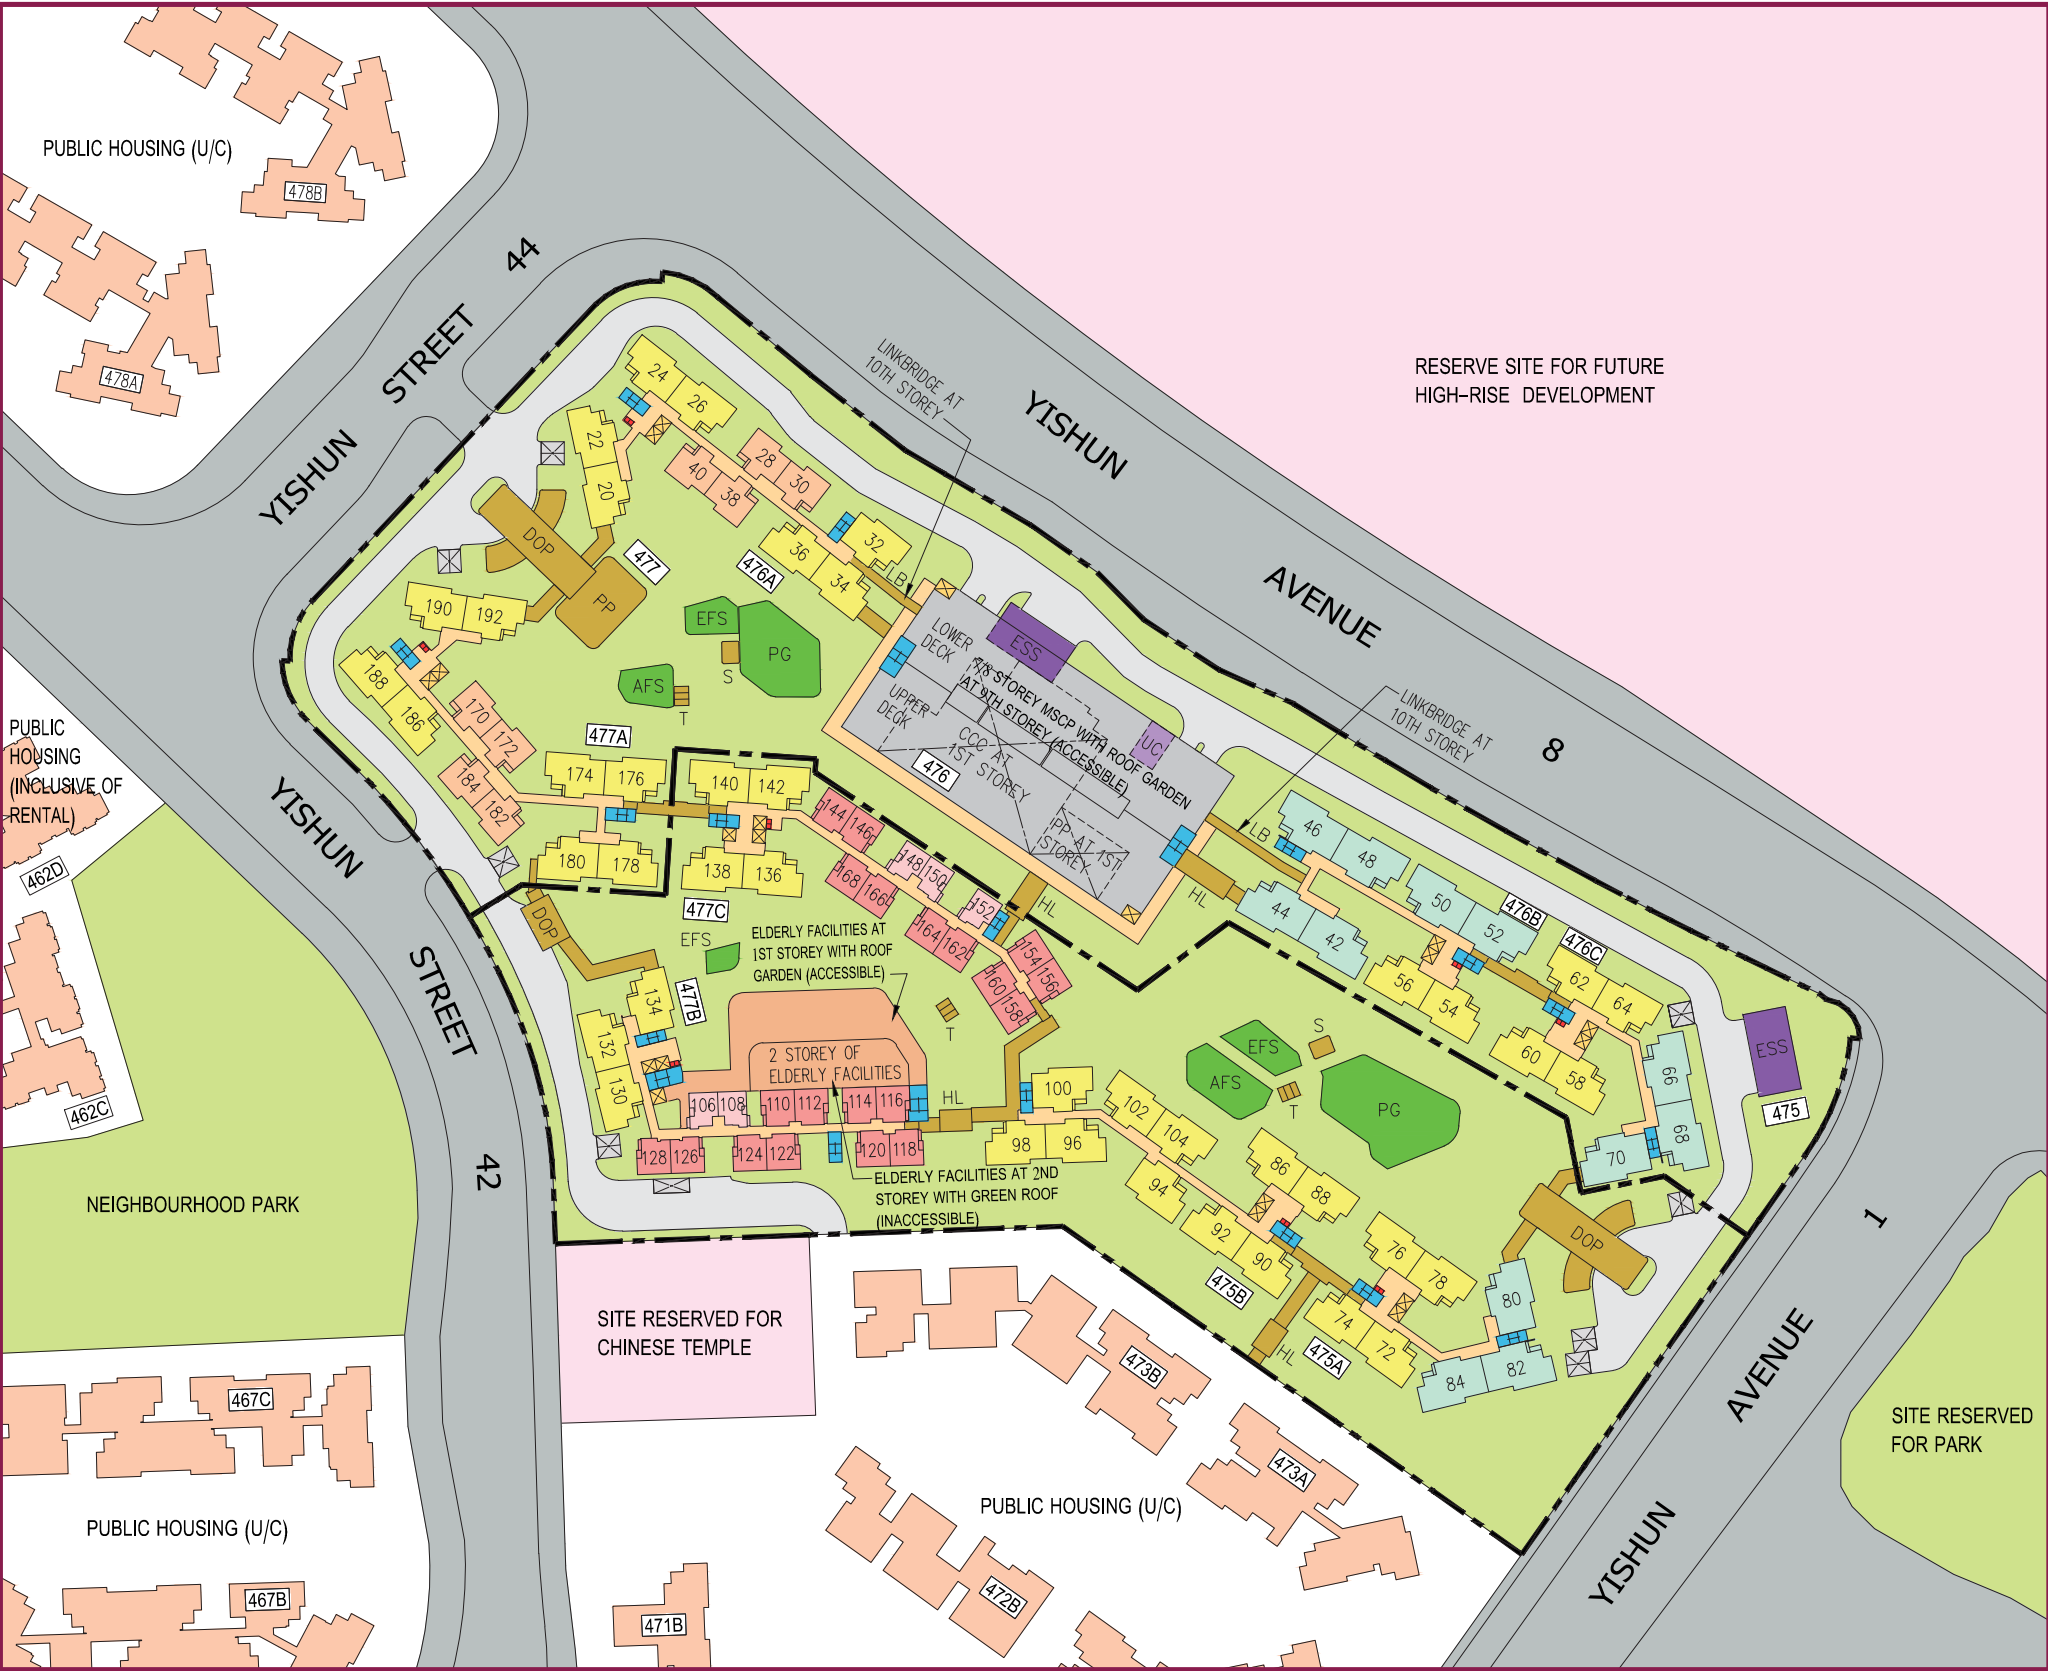 PUBLIC HOUSING (U/C)
478B
478A
YISHUN STREET 44
YISHUN AVENUE 8
LINKBRIDGE AT
10TH STOREY
RESERVE SITE FOR FUTURE
HIGH-RISE DEVELOPMENT
24
26
22
20
28
30
40
38
32
36
34
LB
DOP
PP
477
476A
190
192
188
186
170
172
184
182
EFS
PG
S
AFS
T
477A
174
176
180
178
140
142
138
136
477C
144
146
148
150
152
168
166
164
162
154
156
160
158
LOWER
DECK
UPPER
DECK
ESS
7/8 STOREY MSCP WITH ROOF GARDEN
AT 9TH STOREY (ACCESSIBLE)
CCC AT
1ST STOREY
476
UC
PP AT 1ST
STOREY
HL
HL
LINKBRIDGE AT
10TH STOREY
LB
46
48
50
52
44
42
476B
476C
56
54
62
64
60
58
66
68
70
ESS
475
PUBLIC
HOUSING
(INCLUSIVE OF
RENTAL)
462D
462C
YISHUN STREET 42
NEIGHBOURHOOD PARK
DOP
EFS
ELDERLY FACILITIES AT
1ST STOREY WITH ROOF
GARDEN (ACCESSIBLE)
134
477B
132
130
T
2 STOREY OF
ELDERLY FACILITIES
106
108
110
112
114
116
HL
128
126
124
122
120
118
ELDERLY FACILITIES AT 2ND
STOREY WITH GREEN ROOF
(INACCESSIBLE)
100
98
96
102
104
94
92
90
86
88
475B
76
78
74
72
475A
HL
80
82
84
DOP
S
EFS
AFS
T
PG
YISHUN AVENUE 1
SITE RESERVED FOR
CHINESE TEMPLE
473B
473A
PUBLIC HOUSING (U/C)
472B
471B
467C
PUBLIC HOUSING (U/C)
467B
SITE RESERVED
FOR PARK